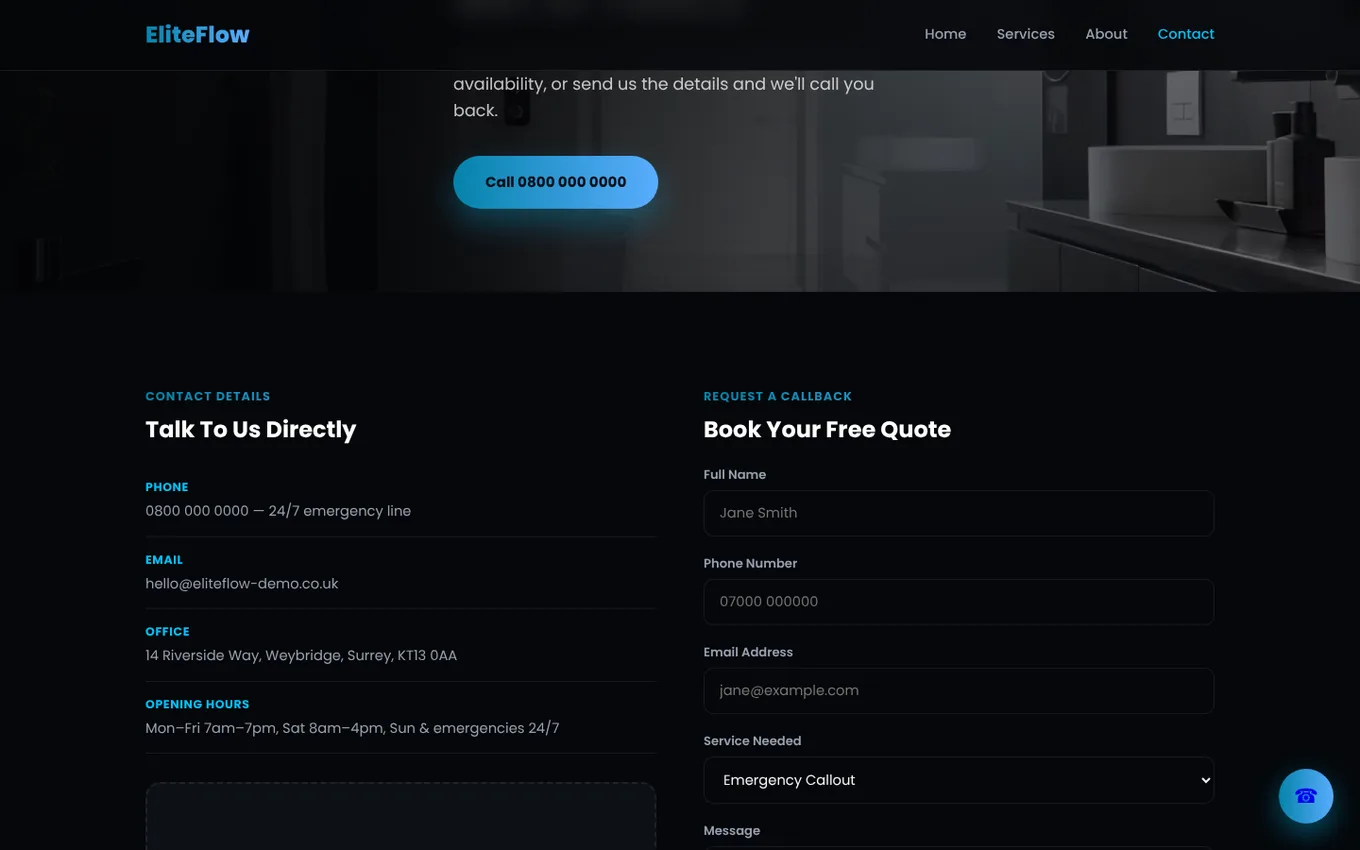 EliteFlow
Home
Services
About
Contact
availability, or send us the details and we'll call you
back.
Call 0800 000 0000
CONTACT DETAILS
Talk To Us Directly
PHONE
0800 000 0000 — 24/7 emergency line
EMAIL
hello@eliteflow-demo.co.uk
OFFICE
14 Riverside Way, Weybridge, Surrey, KT13 0AA
OPENING HOURS
Mon–Fri 7am–7pm, Sat 8am–4pm, Sun & emergencies 24/7
REQUEST A CALLBACK
Book Your Free Quote
Full Name
Jane Smith
Phone Number
07000 000000
Email Address
jane@example.com
Service Needed
Emergency Callout
Message